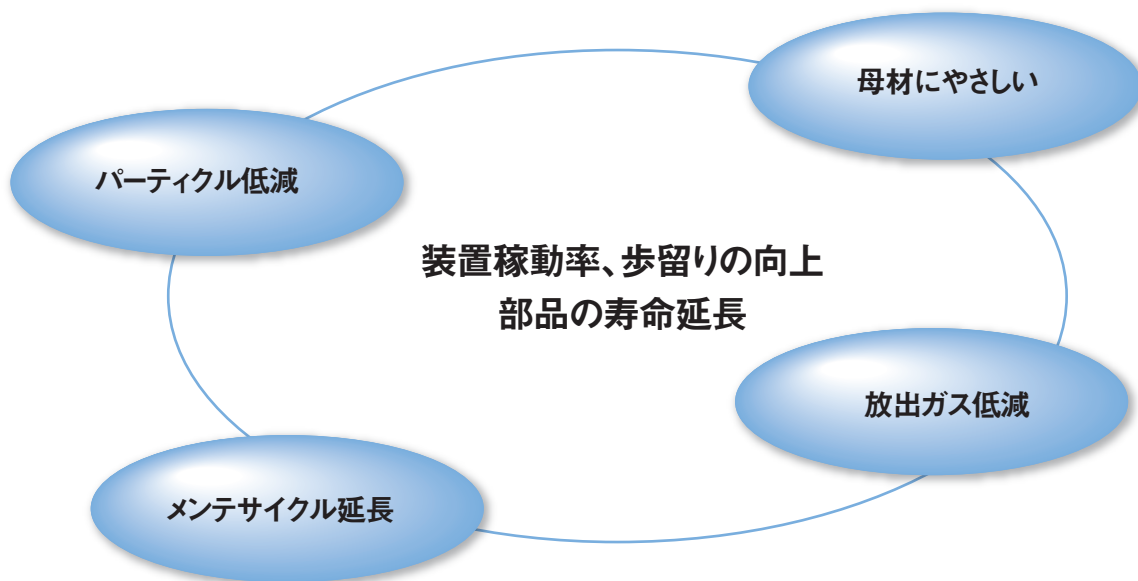 母材にやさしい
パーティクル低減
装置稼動率、歩留りの向上
部品の寿命延長
放出ガス低減
メンテサイクル延長